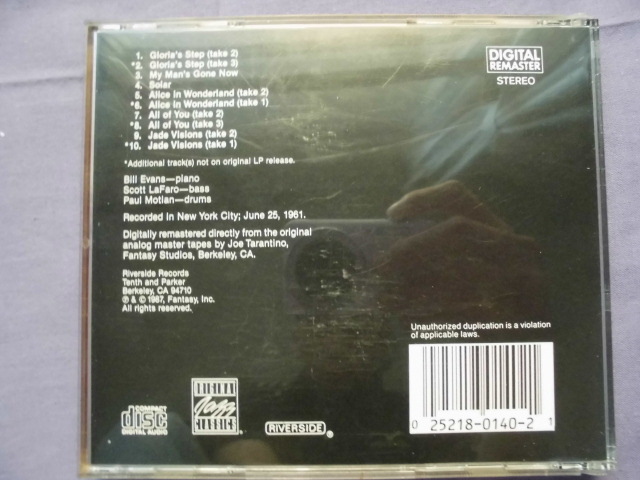 1. Gloria's Step (take 2)
*2. Gloria's Step (take 3)
3. My Man's Gone Now
4. Solar
5. Alice in Wonderland (take 2)
*6. Alice in Wonderland (take 1)
7. All of You (take 2)
*8. All of You (take 3)
9. Jade Visions (take 2)
*10. Jade Visions (take 1)
*Additional track(s) not on original LP release.
Bill Evans—piano
Scott LaFaro—bass
Paul Motian—drums
Recorded in New York City; June 25, 1961.
Digitally remastered directly from the original
analog master tapes by Joe Tarantino,
Fantasy Studios, Berkeley, CA.
Riverside Records
Tenth and Parker
Berkeley, CA 94710
℗ & © 1987, Fantasy, Inc.
All rights reserved.
DIGITAL
REMASTER
STEREO
Unauthorized duplication is a violation
of applicable laws.
0 25218-0140-2 1
COMPACT
disc
DIGITAL AUDIO
ORIGINAL
Jazz
CLASSICS
RIVERSIDE ®